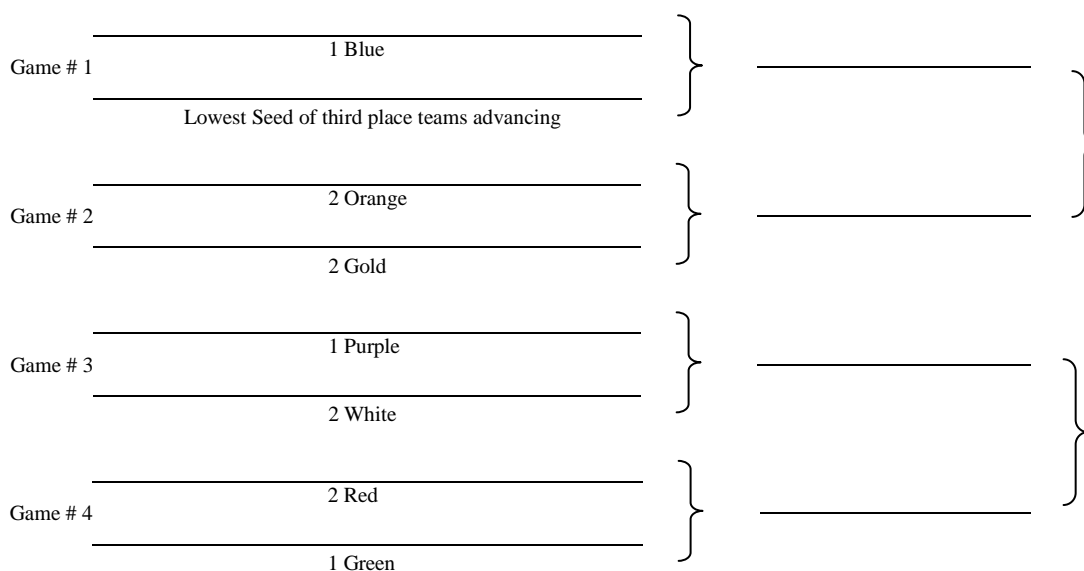 1 Blue
Game # 1
Lowest Seed of third place teams advancing
2 Orange
Game # 2
2 Gold
1 Purple
Game # 3
2 White
2 Red
Game # 4
1 Green